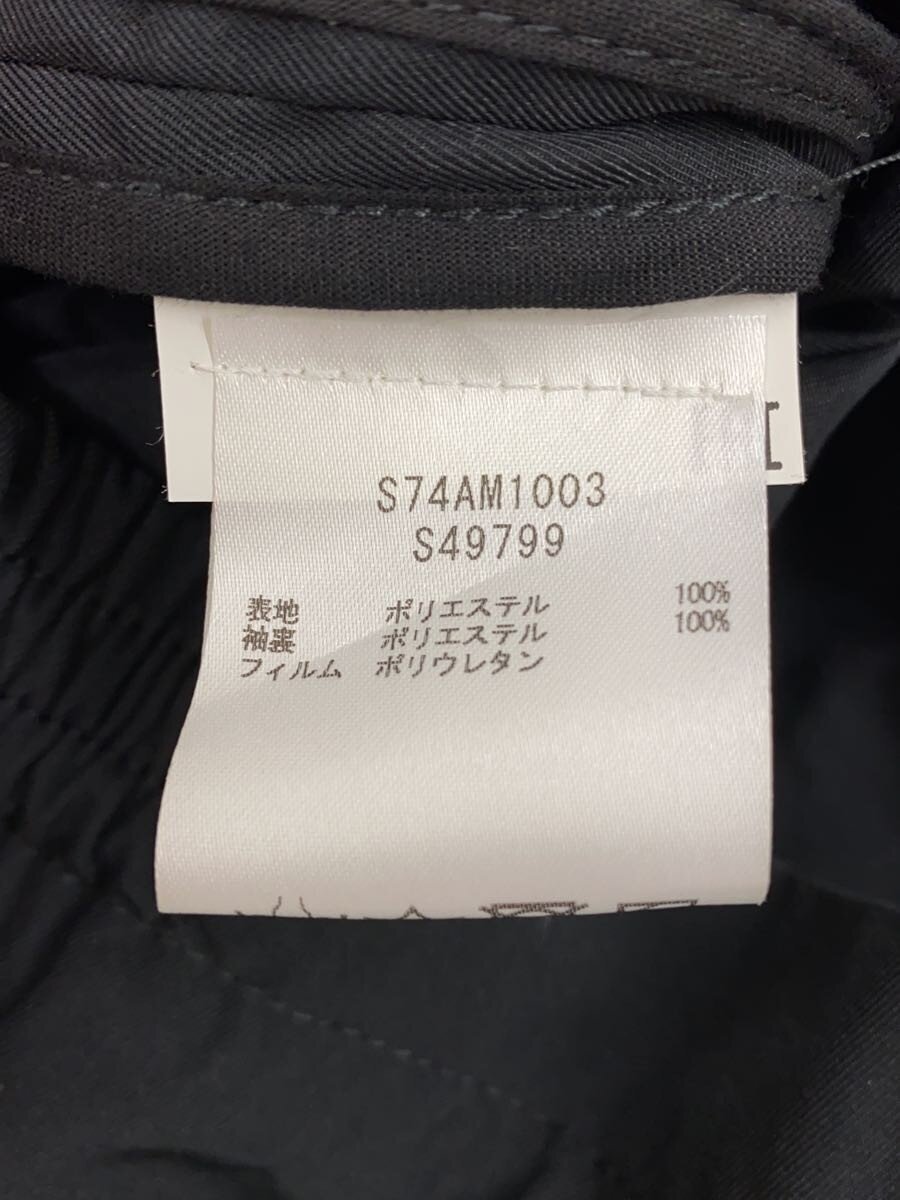 S74AM1003
S49799
表地 ポリエステル 100%
袖裏 ポリエステル 100%
フィルム ポリウレタン